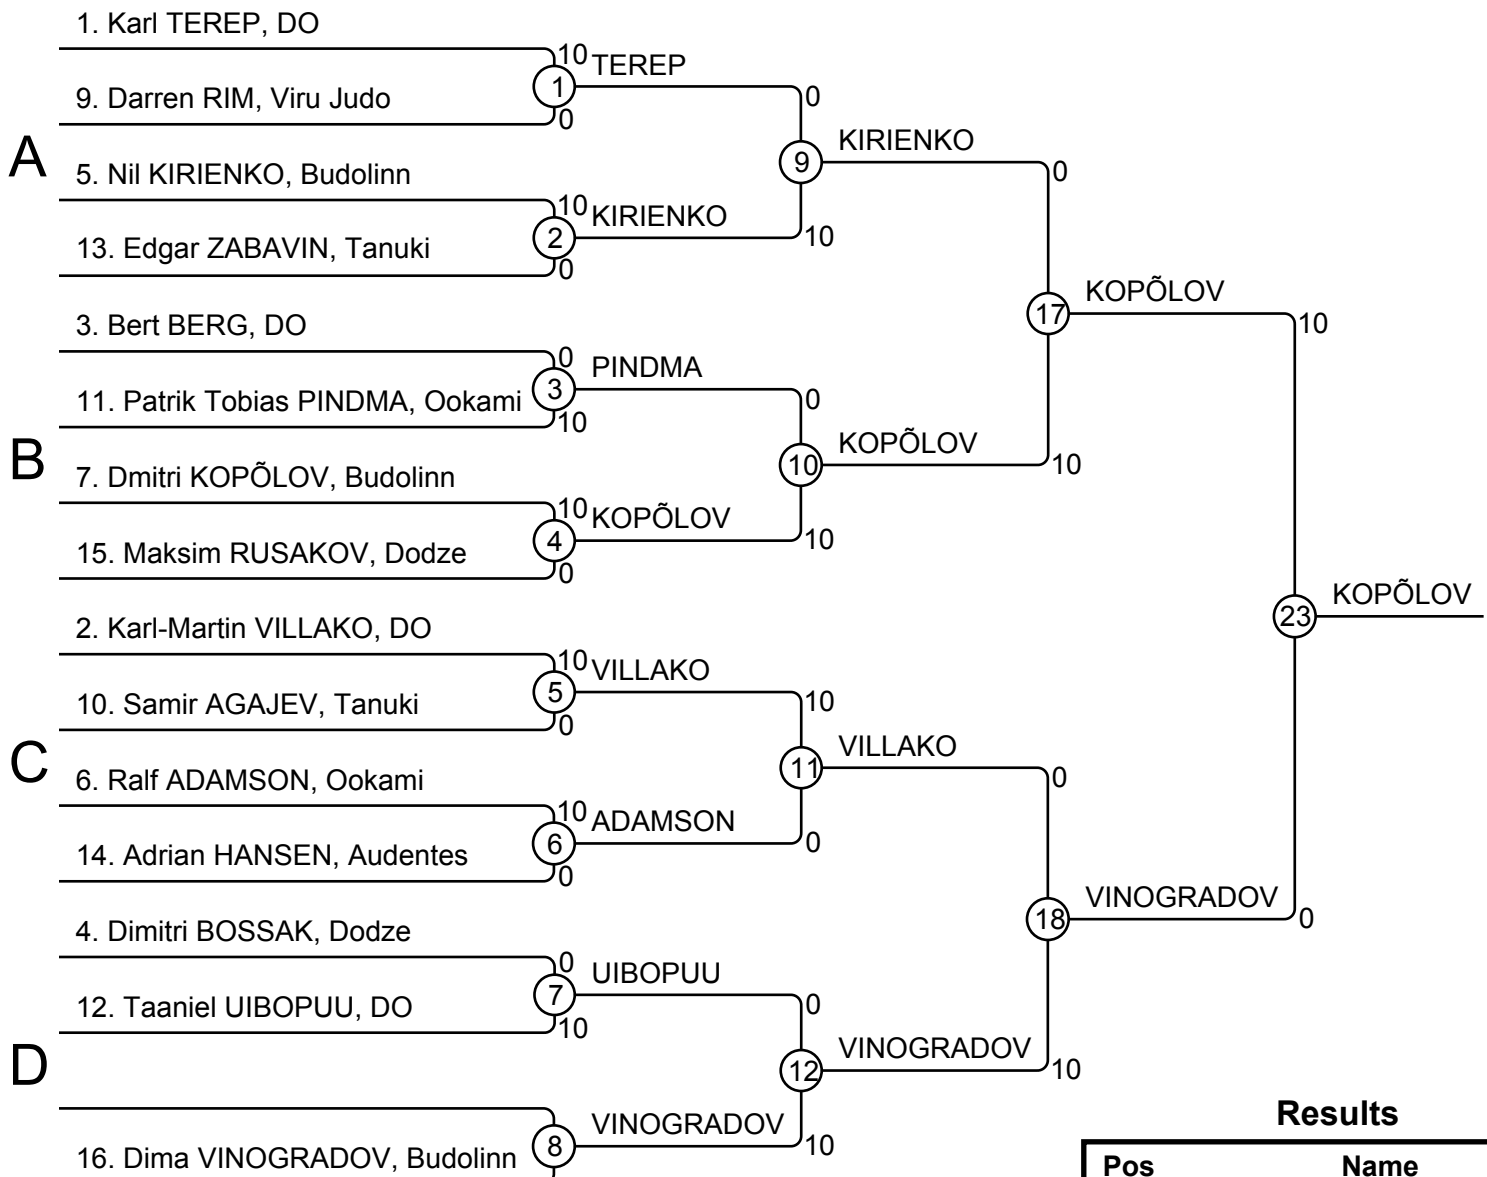 1. Karl TEREP, DO
10
TEREP
1
9. Darren RIM, Viru Judo
0
0
A
KIRIENKO
9
5. Nil KIRIENKO, Budolinn
0
10
KIRIENKO
2
10
13. Edgar ZABAVIN, Tanuki
0
KOPÕLOV
17
10
3. Bert BERG, DO
0
PINDMA
3
11. Patrik Tobias PINDMA, Ookami
0
10
B
KOPÕLOV
10
10
7. Dmitri KOPÕLOV, Budolinn
10
KOPÕLOV
4
10
15. Maksim RUSAKOV, Dodze
0
KOPÕLOV
23
2. Karl-Martin VILLAKO, DO
10
VILLAKO
5
10. Samir AGAJEV, Tanuki
10
0
C
VILLAKO
11
0
6. Ralf ADAMSON, Ookami
10
ADAMSON
6
0
14. Adrian HANSEN, Audentes
0
VINOGRADOV
18
0
4. Dimitri BOSSAK, Dodze
0
UIBOPUU
7
12. Taaniel UIBOPUU, DO
0
10
D
VINOGRADOV
12
10
Results
VINOGRADOV
8
10
16. Dima VINOGRADOV, Budolinn
Pos Name